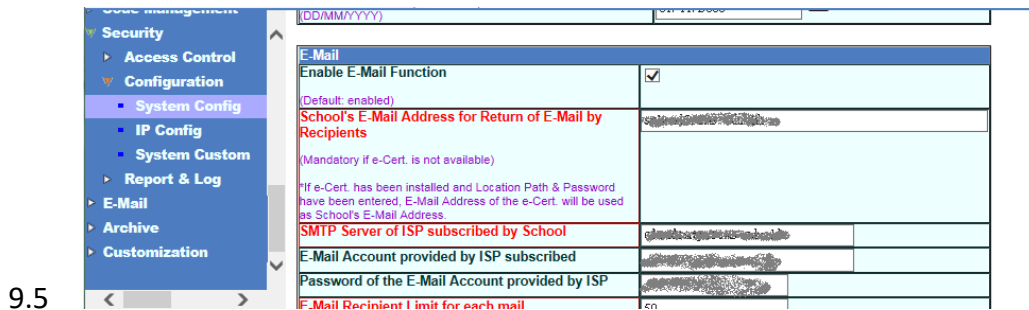 Code Management
Security
Access Control
Configuration
System Config
IP Config
System Custom
Report & Log
E-Mail
Archive
Customization
(DD/MM/YYYY)
E-Mail
Enable E-Mail Function
(Default: enabled)
School's E-Mail Address for Return of E-Mail by
Recipients
(Mandatory if e-Cert. is not available)
*If e-Cert. has been installed and Location Path & Password
have been entered, E-Mail Address of the e-Cert. will be used
as School's E-Mail Address.
SMTP Server of ISP subscribed by School
E-Mail Account provided by ISP subscribed
Password of the E-Mail Account provided by ISP
E-Mail Recipient Limit for each mail
50
9.5